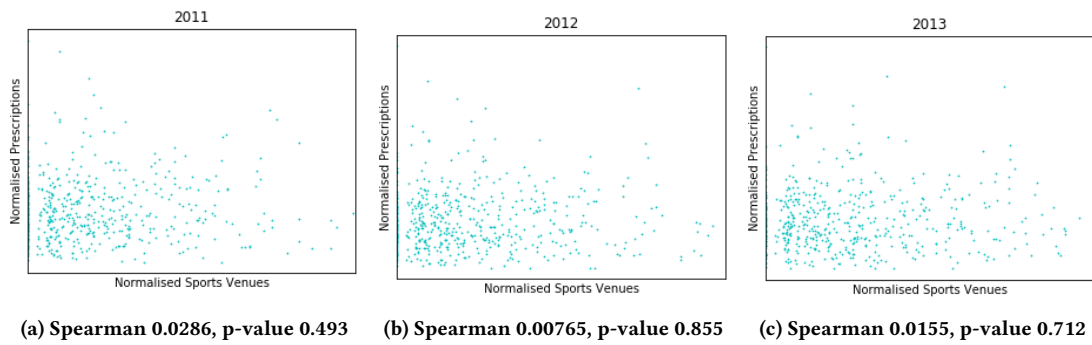 2011
Normalised Prescriptions
Normalised Sports Venues
(a) Spearman 0.0286, p-value 0.493
2012
Normalised Prescriptions
Normalised Sports Venues
(b) Spearman 0.00765, p-value 0.855
2013
Normalised Prescriptions
Normalised Sports Venues
(c) Spearman 0.0155, p-value 0.712